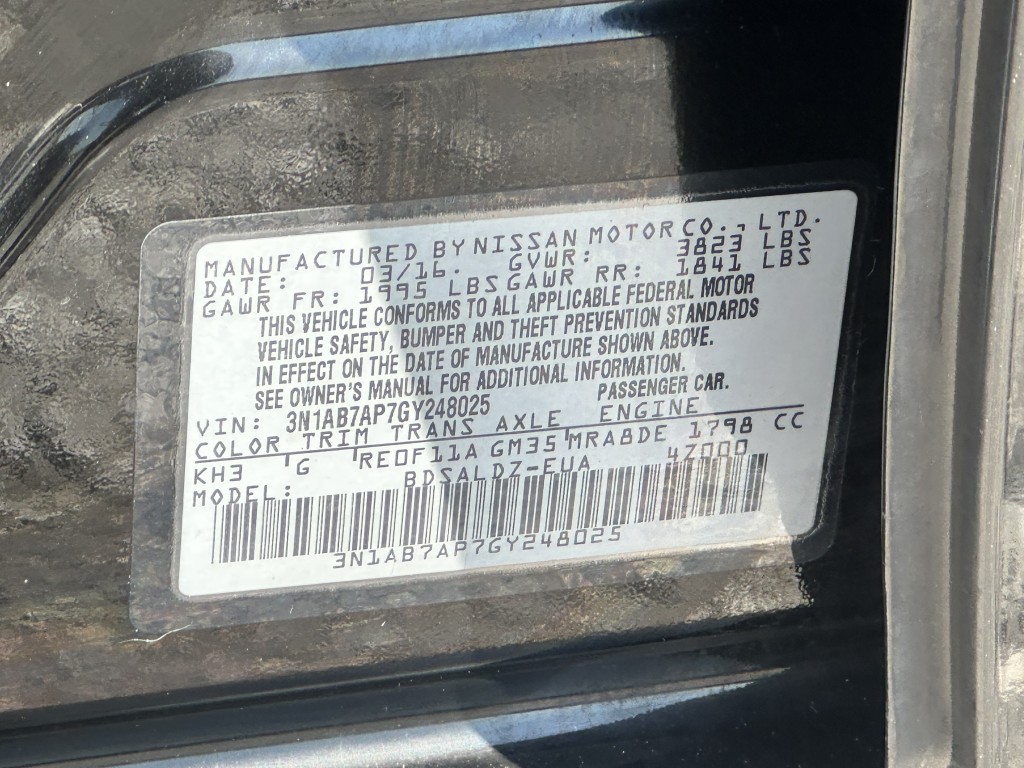 MANUFACTURED BY NISSAN MOTOR CO., LTD.
DATE: 03/16. GVWR: 3823 LBS
GAWR FR: 1995 LBS GAWR RR: 1841 LBS
THIS VEHICLE CONFORMS TO ALL APPLICABLE FEDERAL MOTOR
VEHICLE SAFETY, BUMPER AND THEFT PREVENTION STANDARDS
IN EFFECT ON THE DATE OF MANUFACTURE SHOWN ABOVE.
SEE OWNER'S MANUAL FOR ADDITIONAL INFORMATION.
VIN: 3N1AB7AP7GY248025 PASSENGER CAR.
COLOR TRIM TRANS AXLE ENGINE
KH3 G RE0F11A GM35 MRA8DE 1798 CC
MODEL: BDSALDZ-EUA 47000
3N1AB7AP7GY248025